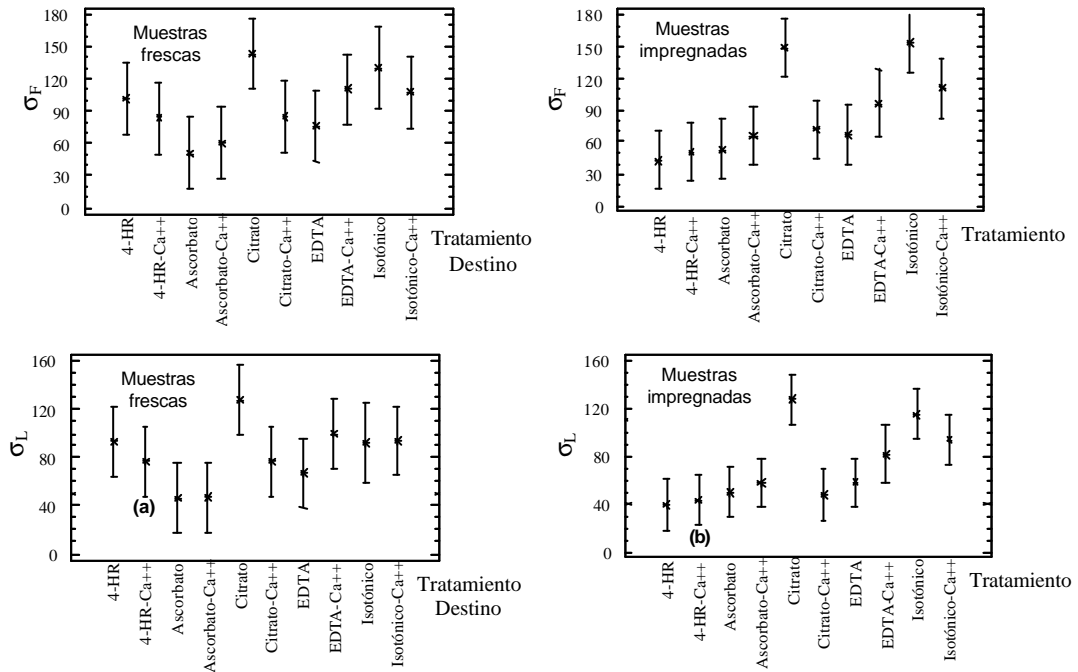 180
150
120
90
60
30
0
σF
Muestras
frescas
4-HR
4-HR-Ca++
Ascorbato
Ascorbato-Ca++
Citrato
Citrato-Ca++
EDTA
EDTA-Ca++
Isotónico
Isotónico-Ca++
Tratamiento
Destino
180
150
120
90
60
30
0
σF
Muestras
impregnadas
4-HR
4-HR-Ca++
Ascorbato
Ascorbato-Ca++
Citrato
Citrato-Ca++
EDTA
EDTA-Ca++
Isotónico
Isotónico-Ca++
Tratamiento
160
120
80
40
0
σL
Muestras
frescas
(a)
4-HR
4-HR-Ca++
Ascorbato
Ascorbato-Ca++
Citrato
Citrato-Ca++
EDTA
EDTA-Ca++
Isotónico
Isotónico-Ca++
Tratamiento
Destino
160
120
80
40
0
σL
Muestras
impregnadas
(b)
4-HR
4-HR-Ca++
Ascorbato
Ascorbato-Ca++
Citrato
Citrato-Ca++
EDTA
EDTA-Ca++
Isotónico
Isotónico-Ca++
Tratamiento